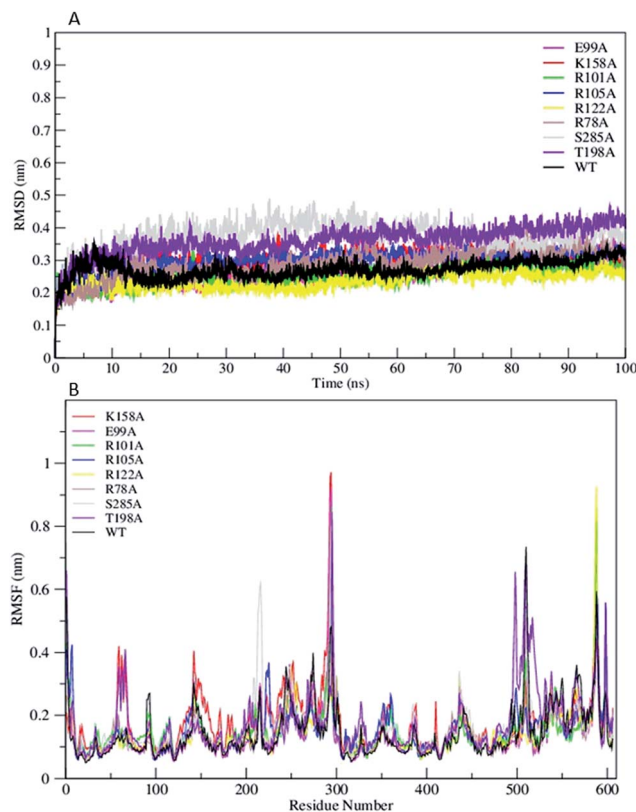 A
1
0.9
0.8
0.7
0.6
0.5
0.4
0.3
0.2
0.1
0
RMSD (nm)
E99A
K158A
R101A
R105A
R122A
R78A
S285A
T198A
WT
0 10 20 30 40 50 60 70 80 90 100
Time (ns)
B
1
0.8
0.6
0.4
0.2
0
RMSF (nm)
K158A
E99A
R101A
R105A
R122A
R78A
S285A
T198A
WT
0 100 200 300 400 500 600
Residue Number